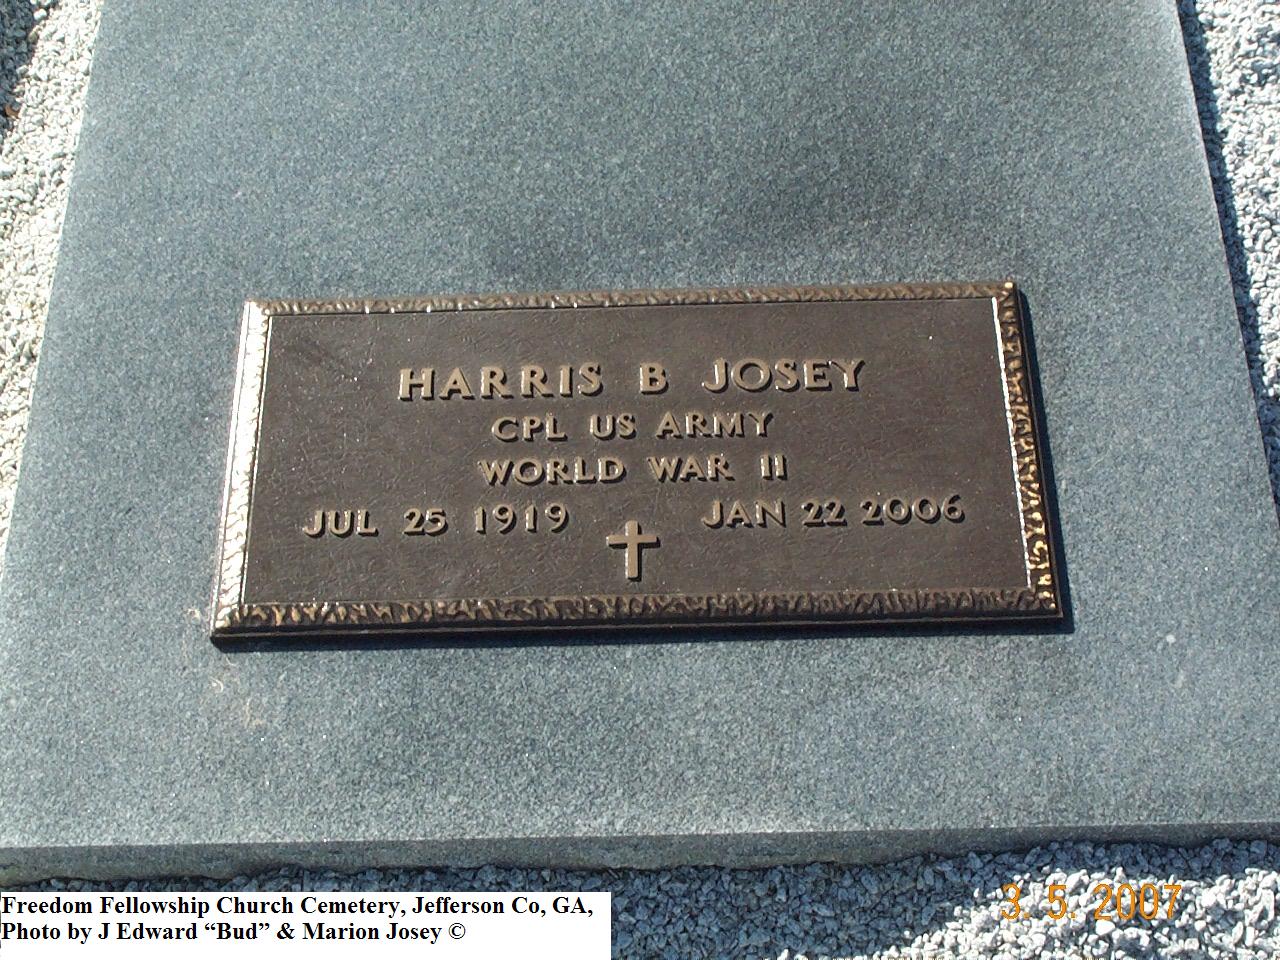 HARRIS B JOSEY
CPL US ARMY
WORLD WAR II
JUL 25 1919 JAN 22 2006
3. 5. 2007
Freedom Fellowship Church Cemetery, Jefferson Co, GA,
Photo by J Edward “Bud” & Marion Josey ©